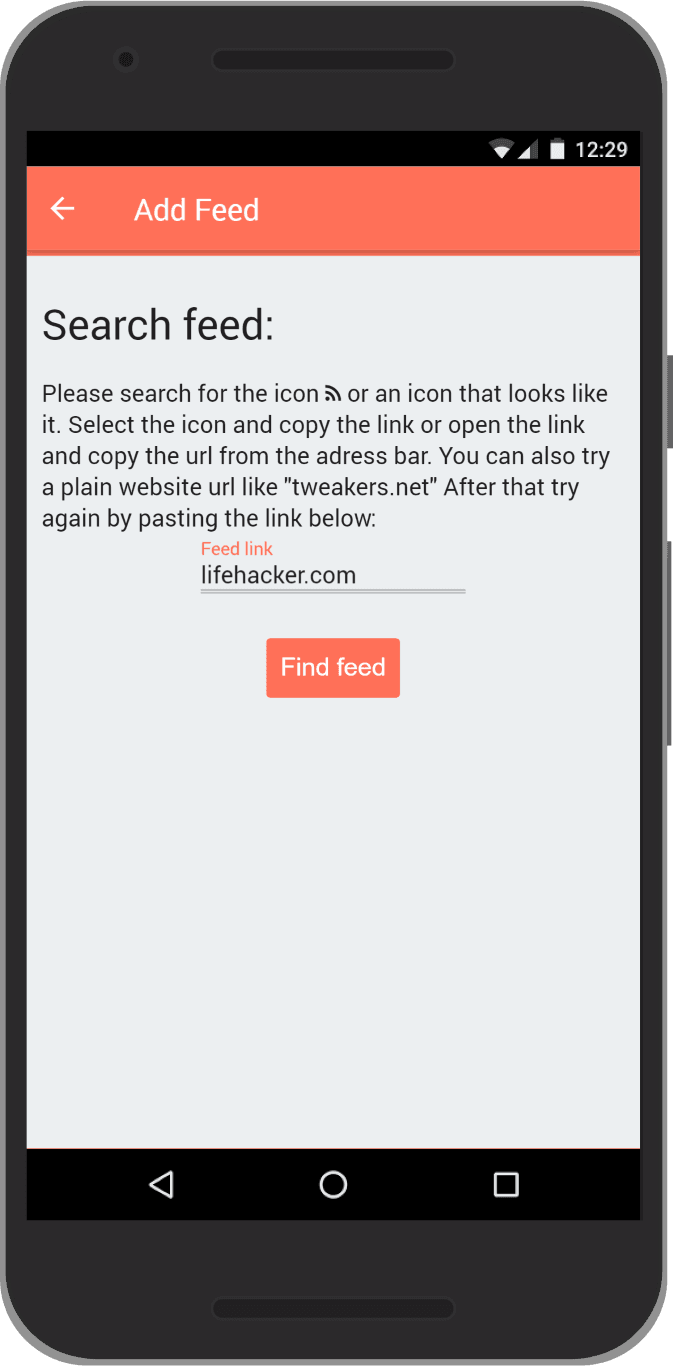 12:29
Add Feed
Search feed:
Please search for the icon or an icon that looks like
it. Select the icon and copy the link or open the link
and copy the url from the adress bar. You can also try
a plain website url like "tweakers.net" After that try
again by pasting the link below:
Feed link
lifehacker.com
Find feed